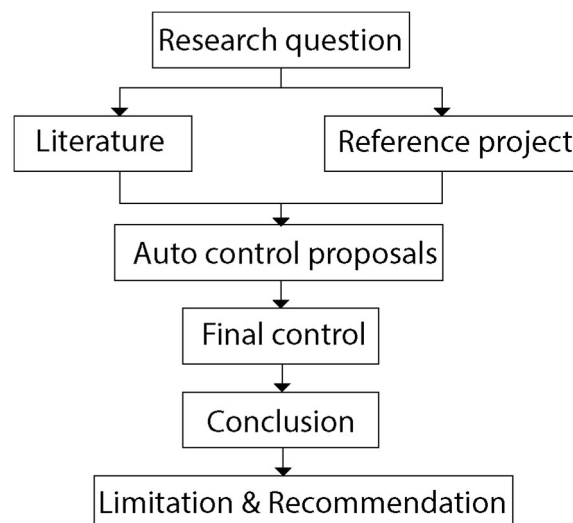 Research question
Literature
Reference project
Auto control proposals
Final control
Conclusion
Limitation & Recommendation